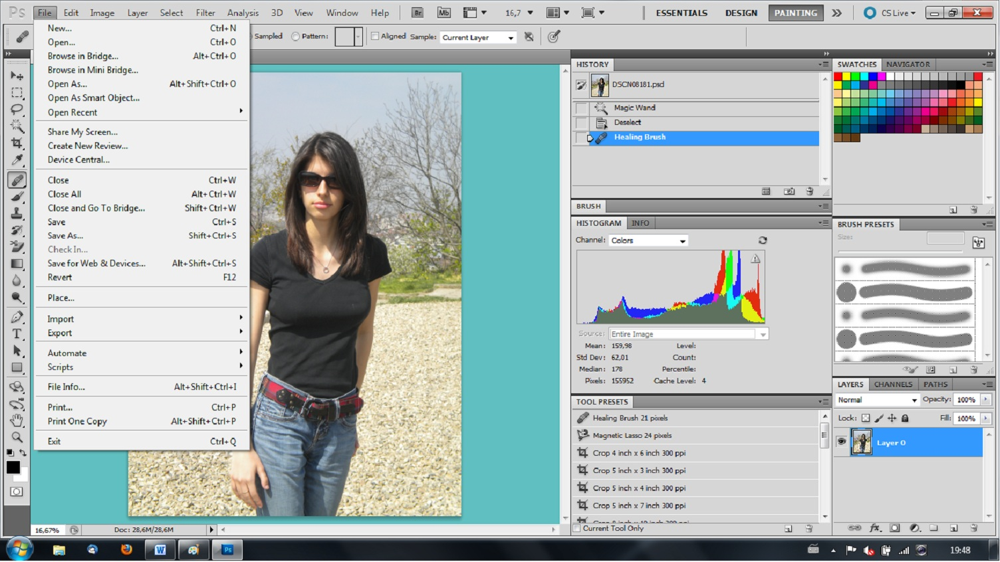 Ps File Edit Image Layer Select Filter Analysis 3D View Window Help Br Mb 16,7 ESSENTIALS DESIGN PAINTING CS Live
Sampled Pattern: Aligned Sample: Current Layer
New... Ctrl+N
Open... Ctrl+O
Browse in Bridge... Alt+Ctrl+O
Browse in Mini Bridge...
Open As... Alt+Shift+Ctrl+O
Open As Smart Object...
Open Recent
Share My Screen...
Create New Review...
Device Central...
Close Ctrl+W
Close All Alt+Ctrl+W
Close and Go To Bridge... Shift+Ctrl+W
Save Ctrl+S
Save As... Shift+Ctrl+S
Check In...
Save for Web & Devices... Alt+Shift+Ctrl+S
Revert F12
Place...
Import
Export
Automate
Scripts
File Info... Alt+Shift+Ctrl+I
Print... Ctrl+P
Print One Copy Alt+Shift+Ctrl+P
Exit Ctrl+Q
16,67% Doc: 28,6M/28,6M
HISTORY
DSCN08181.psd
Magic Wand
Deselect
Healing Brush
BRUSH
HISTOGRAM INFO
Channel: Colors
Source: Entire Image
Mean: 159,98 Level:
Std Dev: 62,01 Count:
Median: 178 Percentile:
Pixels: 155952 Cache Level: 4
TOOL PRESETS
Healing Brush 21 pixels
Magnetic Lasso 24 pixels
Crop 4 inch x 6 inch 300 ppi
Crop 5 inch x 3 inch 300 ppi
Crop 5 inch x 4 inch 300 ppi
Crop 5 inch x 7 inch 300 ppi
Current Tool Only
SWATCHES NAVIGATOR
BRUSH PRESETS
Size:
LAYERS CHANNELS PATHS
Normal Opacity: 100%
Lock: Fill: 100%
Layer 0
W Ps 19:48